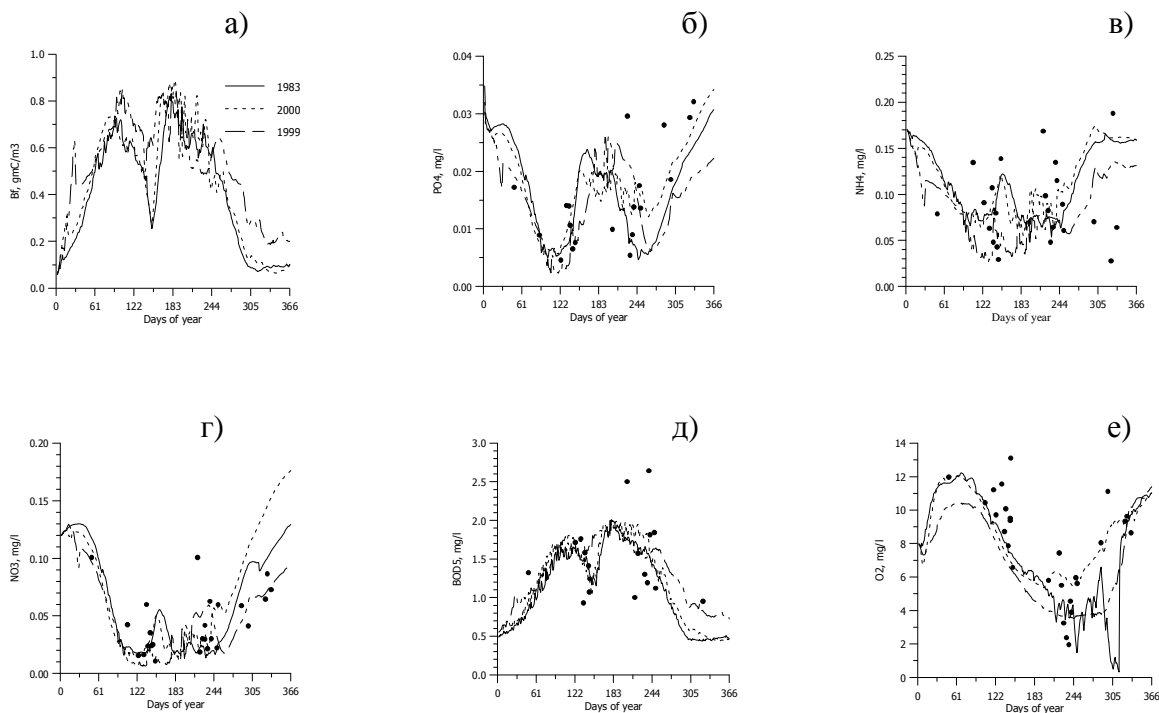 а)
Bf, gmC/m3
1.0
0.8
0.6
0.4
0.2
0.0
0 61 122 183 244 305 366
Days of year
1983
2000
1999
б)
PO4, mg/l
0.04
0.03
0.02
0.01
0.00
0 61 122 183 244 305 366
Days of year
в)
NH4, mg/l
0.25
0.20
0.15
0.10
0.05
0.00
0 61 122 183 244 305 366
Days of year
г)
NO3, mg/l
0.20
0.15
0.10
0.05
0.00
0 61 122 183 244 305 366
Days of year
д)
BOD5, mg/l
3.0
2.5
2.0
1.5
1.0
0.5
0.0
0 61 122 183 244 305 366
Days of year
е)
O2, mg/l
14
12
10
8
6
4
2
0
0 61 122 183 244 305 366
Days of year